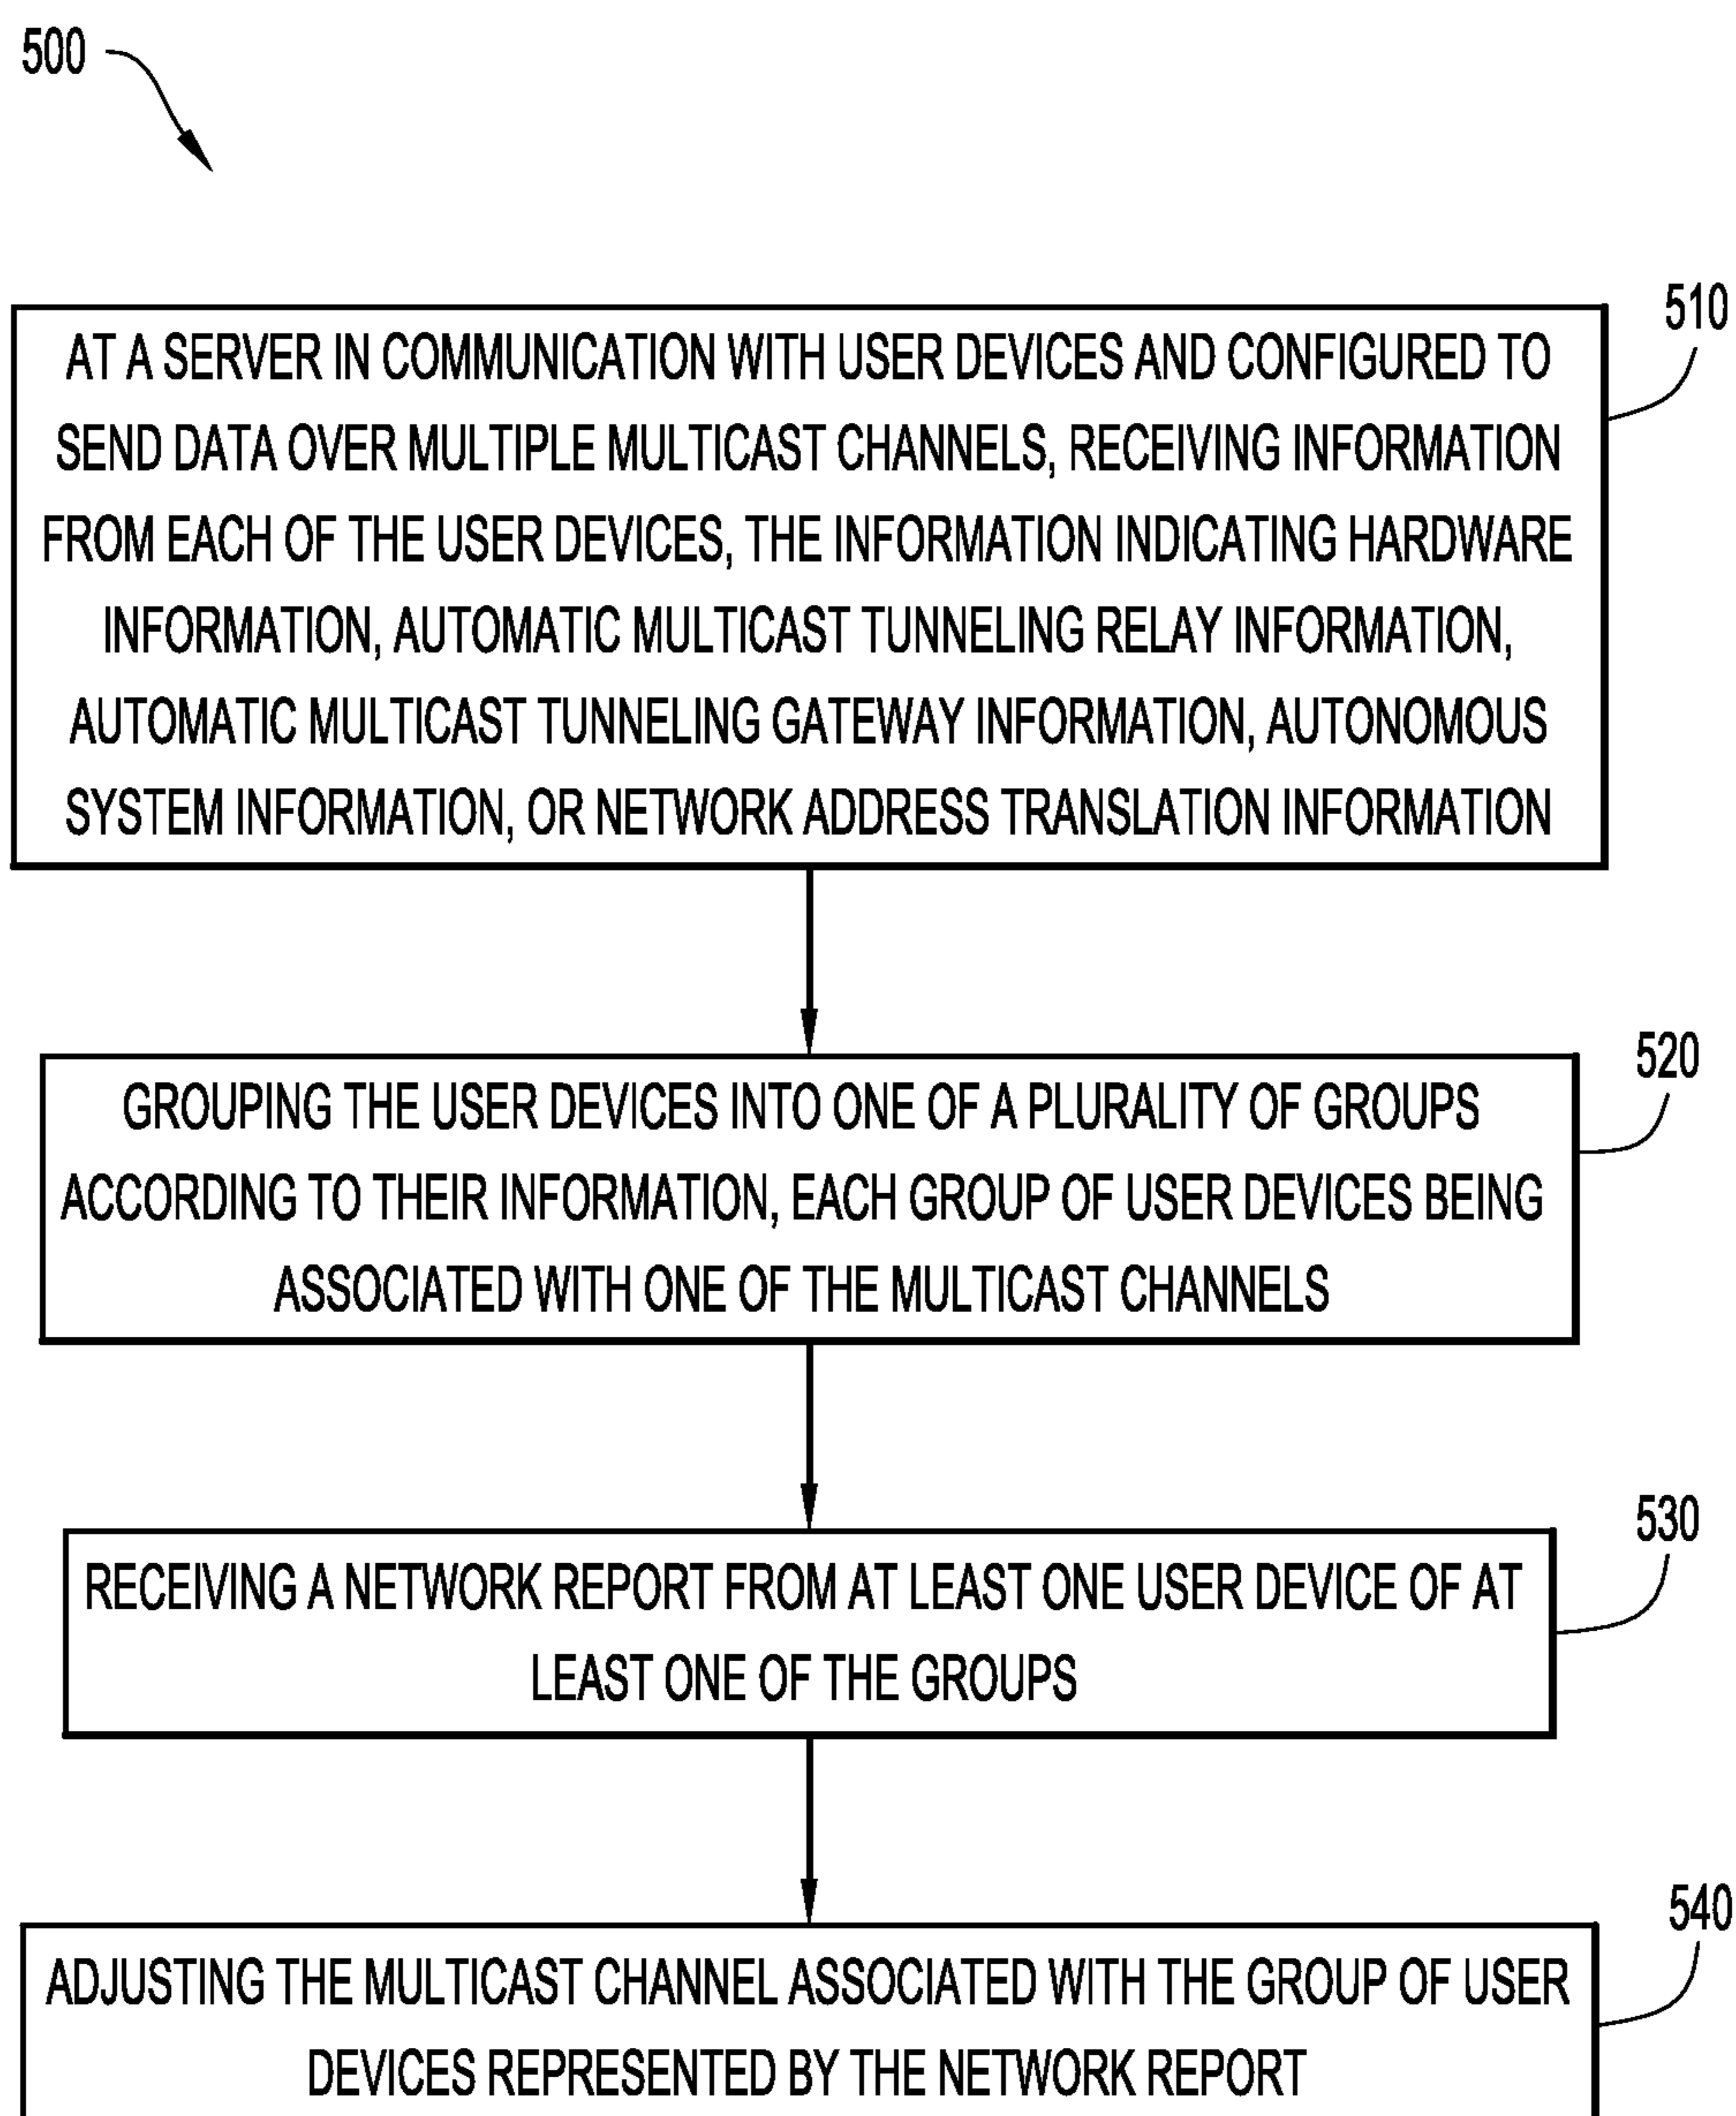 500
510
AT A SERVER IN COMMUNICATION WITH USER DEVICES AND CONFIGURED TO
SEND DATA OVER MULTIPLE MULTICAST CHANNELS, RECEIVING INFORMATION
FROM EACH OF THE USER DEVICES, THE INFORMATION INDICATING HARDWARE
INFORMATION, AUTOMATIC MULTICAST TUNNELING RELAY INFORMATION,
AUTOMATIC MULTICAST TUNNELING GATEWAY INFORMATION, AUTONOMOUS
SYSTEM INFORMATION, OR NETWORK ADDRESS TRANSLATION INFORMATION
520
GROUPING THE USER DEVICES INTO ONE OF A PLURALITY OF GROUPS
ACCORDING TO THEIR INFORMATION, EACH GROUP OF USER DEVICES BEING
ASSOCIATED WITH ONE OF THE MULTICAST CHANNELS
530
RECEIVING A NETWORK REPORT FROM AT LEAST ONE USER DEVICE OF AT
LEAST ONE OF THE GROUPS
540
ADJUSTING THE MULTICAST CHANNEL ASSOCIATED WITH THE GROUP OF USER
DEVICES REPRESENTED BY THE NETWORK REPORT